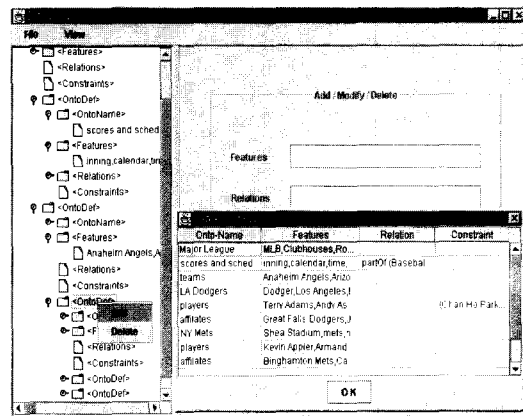 File View
<Features>
<Relations>
<Constraints>
<OntoDef>
<OntoName>
scores and sched
<Features>
inning,calendar,tim
<Relations>
<Constraints>
<OntoDef>
<OntoName>
<Features>
Anaheim Angels,A
<Relations>
<Constraints>
<OntoDef>
<O
Delete
<F
<Relations>
<Constraints>
<OntoDef>
<OntoDef>
Add / Modify / Delete
Features
Relations
Onto-Name Features Relation Constraint
Major League MLB,Clubhouses,Ro...
scores and sched inning,calendar,time, partOf (Basebal
teams Anaheim Angels,Arizo
LA Dodgers Dodger,Los Angeles,f
players Terry Adams,Andy As (Chan Ho Park...
affiliates Great Falls Dodgers,J
NY Mets Shea Stadium,mets,n
players Kevin Appier,Armand
affilates Binghamton Mets,Ca
OK